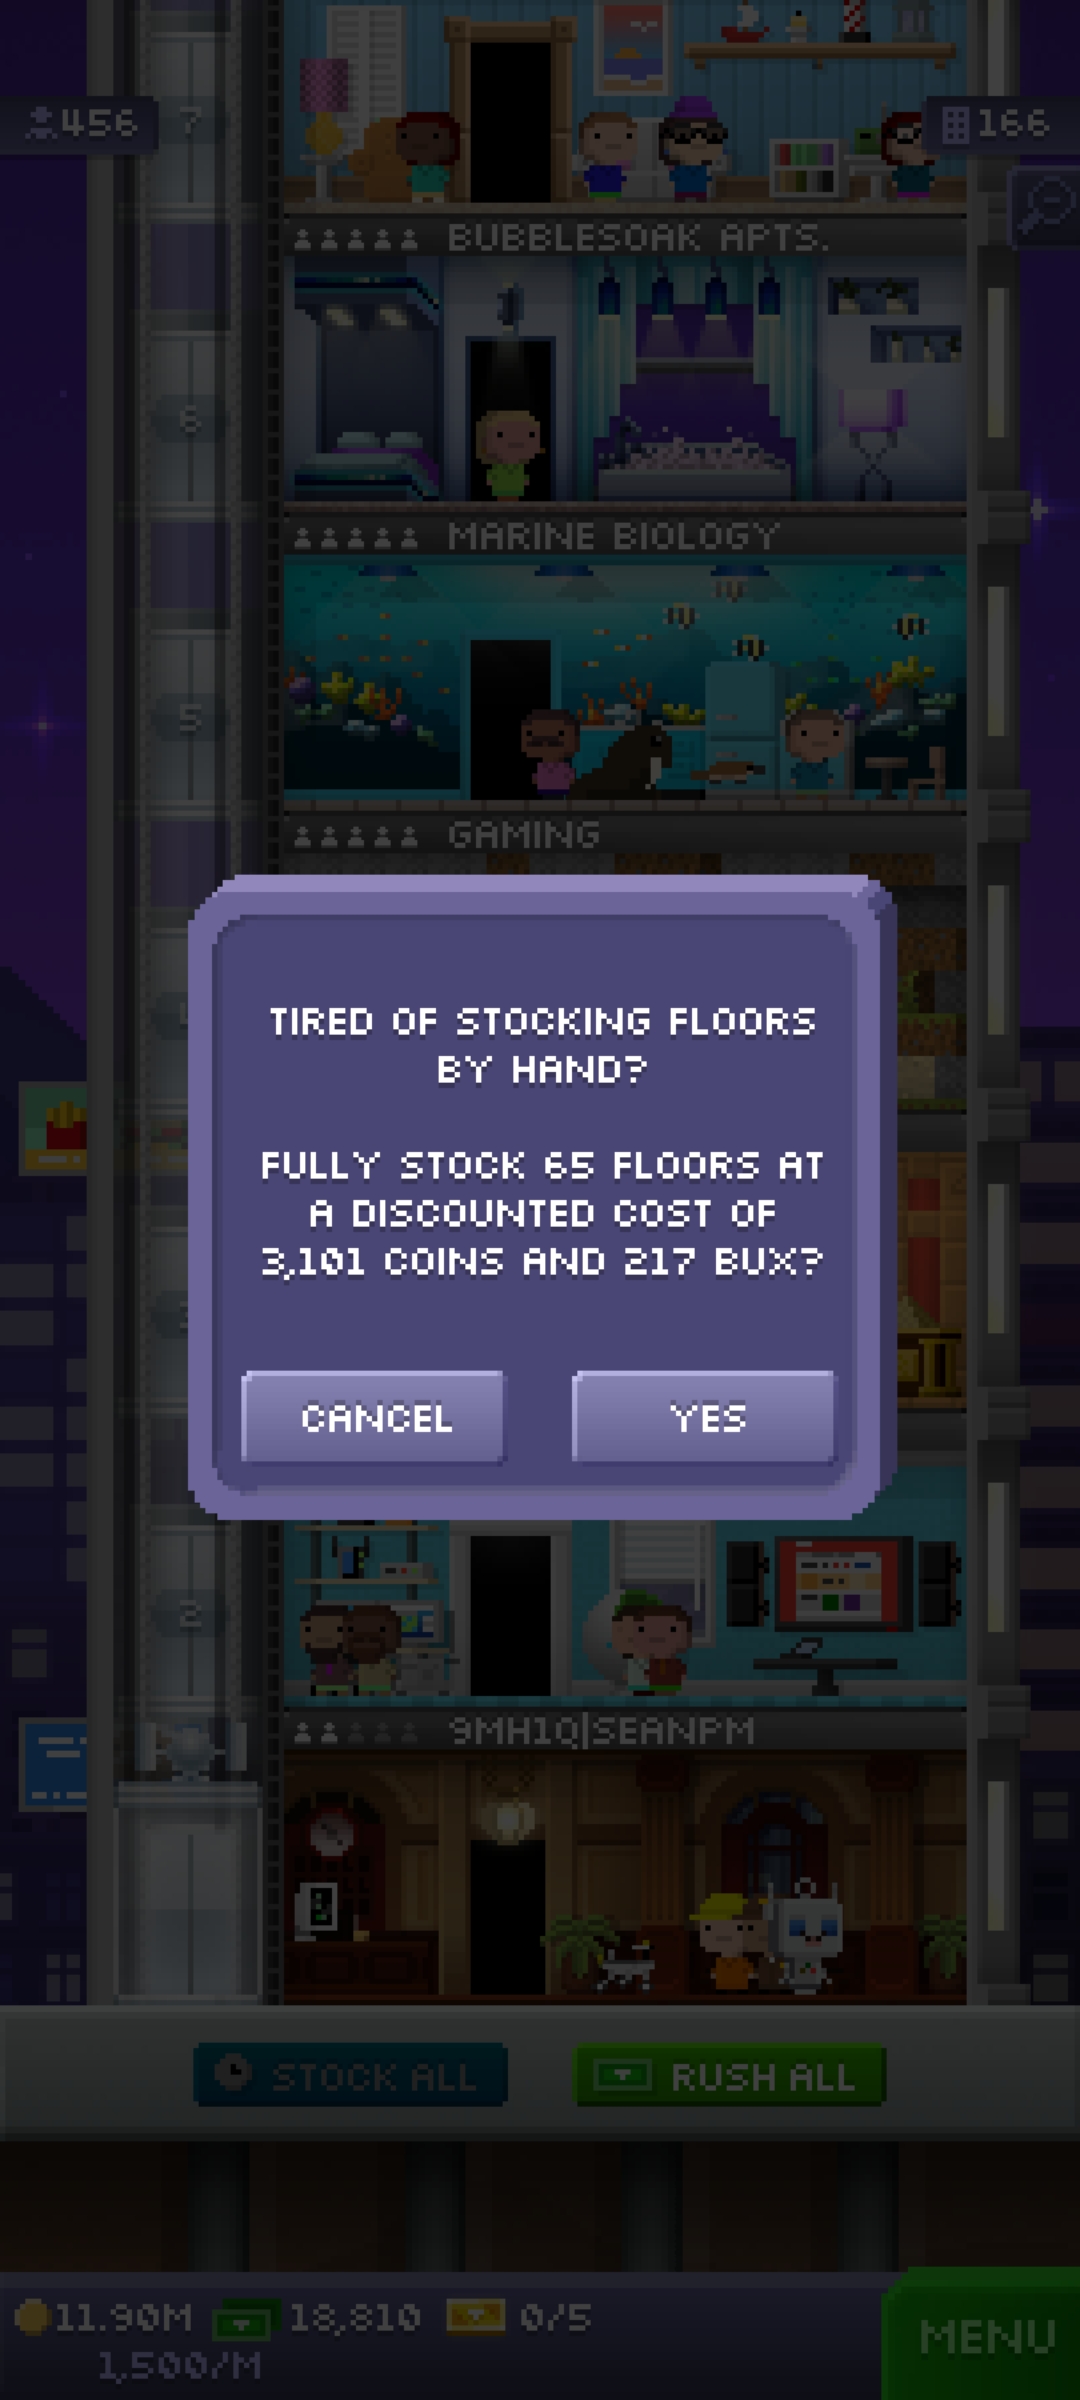 456
7
166
BUBBLESOAK APTS.
6
MARINE BIOLOGY
5
GAMING
TIRED OF STOCKING FLOORS
BY HAND?
FULLY STOCK 65 FLOORS AT
A DISCOUNTED COST OF
3,101 COINS AND 217 BUX?
CANCEL
YES
2
9MH1Q|SEANPM
STOCK ALL
RUSH ALL
11.90M
18,810
0/5
1,500/M
MENU